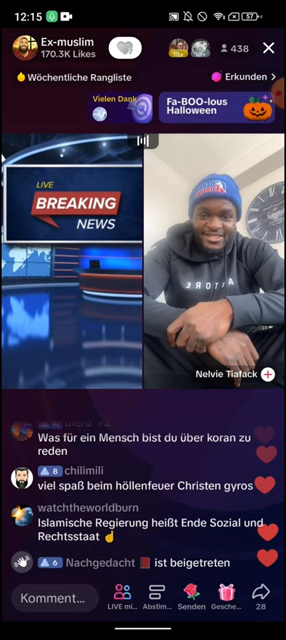 12:15
57
Ex-muslim
170.3K Likes
438
Wöchentliche Rangliste
Erkunden >
Vielen Dank
Fa-BOO-lous
Halloween
LIVE
BREAKING
NEWS
Nelvie Tiafack
Was für ein Mensch bist du über koran zu
reden
8 chilimili
viel spaß beim höllenfeuer Christen gyros
watchtheworldburn
Islamische Regierung heißt Ende Sozial und
Rechtsstaat ☝
6 Nachgedacht ist beigetreten
Komment...
LIVE mi... Abstim... Senden Gesche... 28